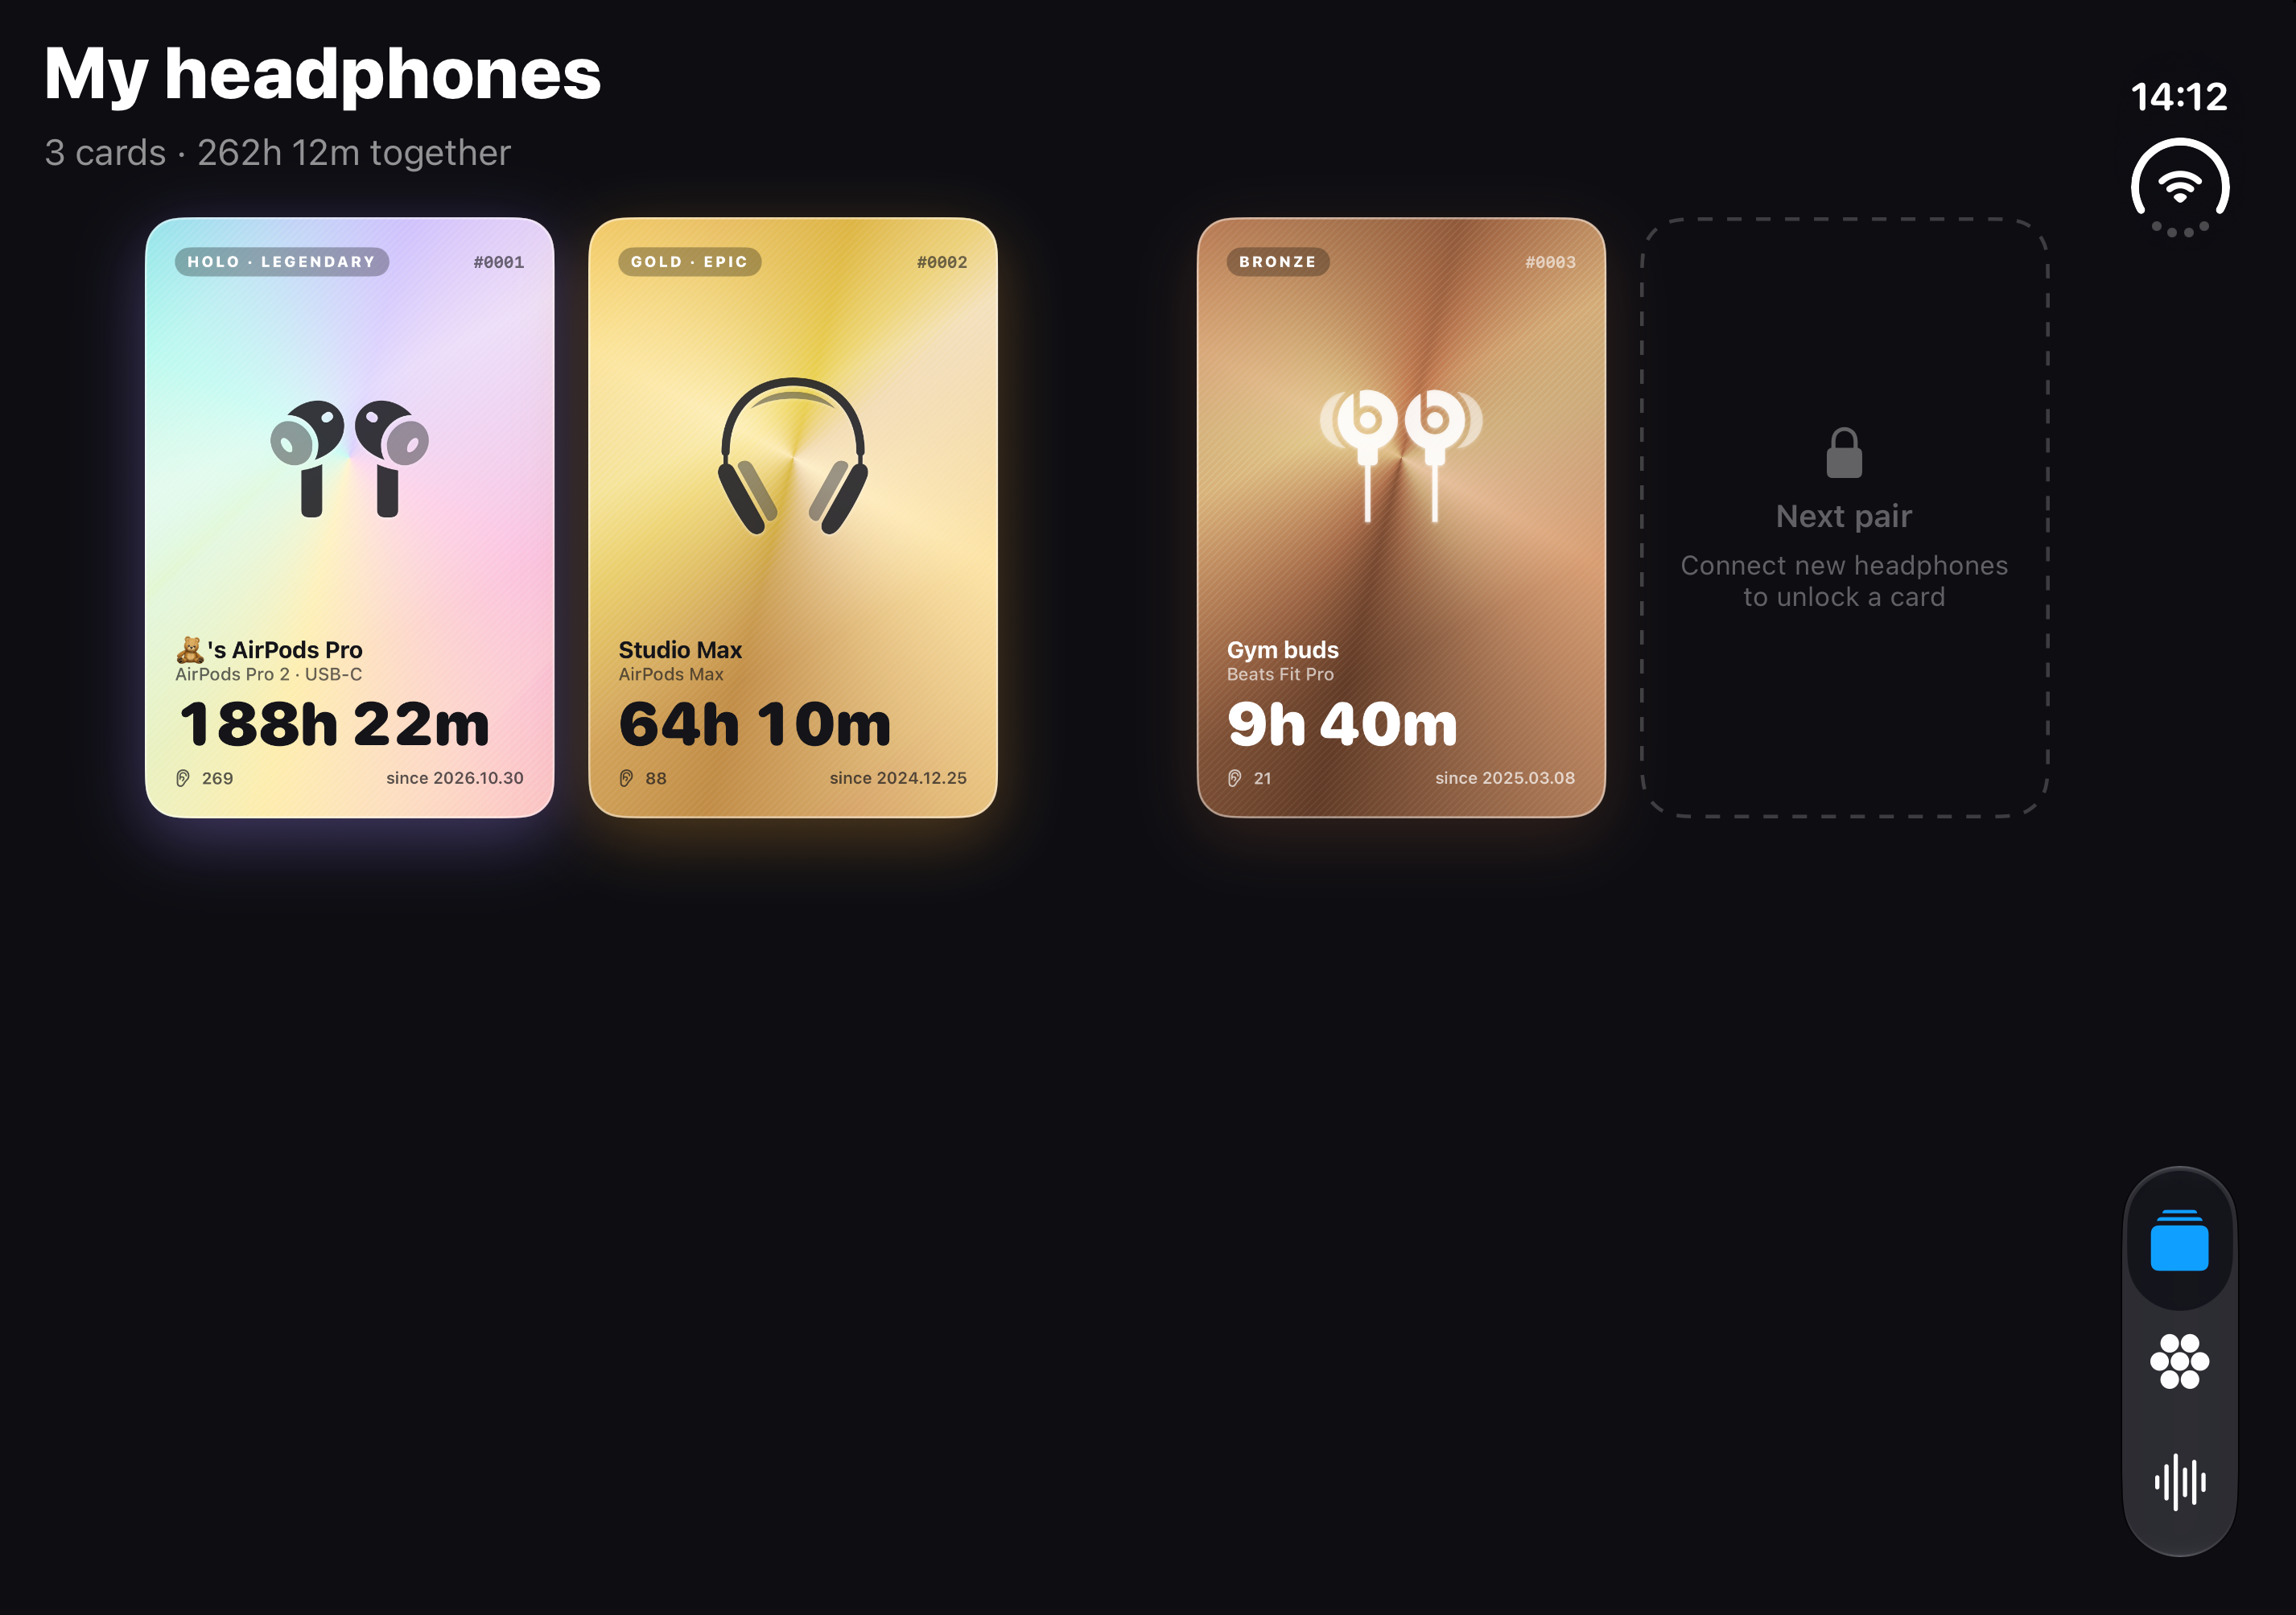 My headphones
3 cards · 262h 12m together
14:12
HOLO · LEGENDARY
#0001
🧸's AirPods Pro
AirPods Pro 2 · USB-C
188h 22m
269
since 2026.10.30
GOLD · EPIC
#0002
Studio Max
AirPods Max
64h 10m
88
since 2024.12.25
BRONZE
#0003
Gym buds
Beats Fit Pro
9h 40m
21
since 2025.03.08
Next pair
Connect new headphones
to unlock a card